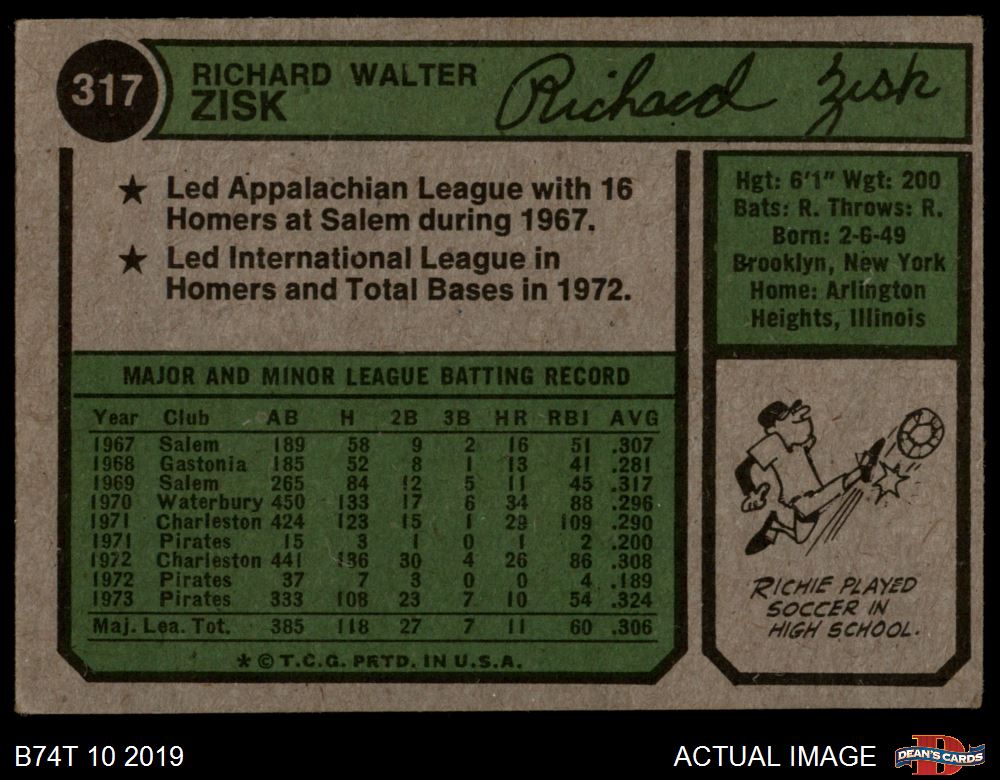 317
RICHARD WALTER
ZISK
Richard Zisk
★ Led Appalachian League with 16
Homers at Salem during 1967.
★ Led International League in
Homers and Total Bases in 1972.
Hgt: 6'1" Wgt: 200
Bats: R. Throws: R.
Born: 2-6-49
Brooklyn, New York
Home: Arlington
Heights, Illinois
MAJOR AND MINOR LEAGUE BATTING RECORD
Year Club AB H 2B 3B HR RBI AVG
1967 Salem 189 58 9 2 16 51 .307
1968 Gastonia 185 52 8 1 13 41 .281
1969 Salem 265 84 12 5 11 45 .317
1970 Waterbury 450 133 17 6 34 88 .296
1971 Charleston 424 123 15 1 29 109 .290
1971 Pirates 15 3 1 0 1 2 .200
1972 Charleston 441 136 30 4 26 86 .308
1972 Pirates 37 7 3 0 0 4 .189
1973 Pirates 333 108 23 7 10 54 .324
Maj. Lea. Tot. 385 118 27 7 11 60 .306
* © T.C.G. PRTD. IN U.S.A.
RICHIE PLAYED
SOCCER IN
HIGH SCHOOL.
B74T 10 2019
ACTUAL IMAGE
DEAN'S CARDS